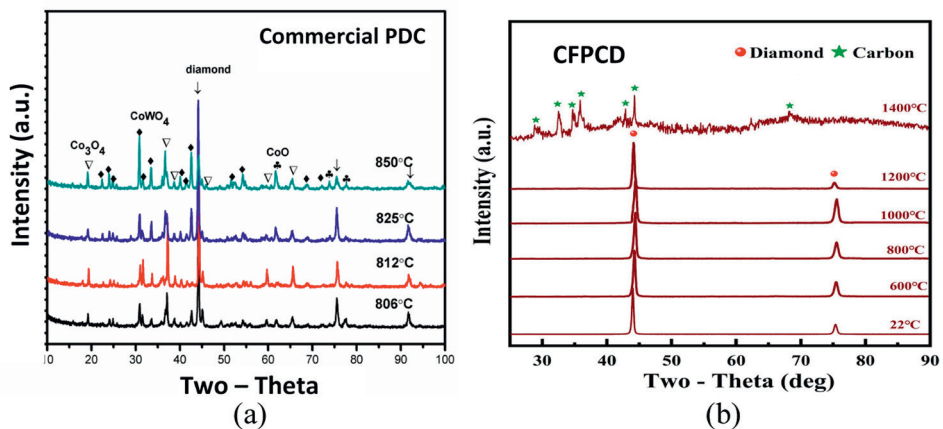 Commercial PDC
diamond
CoWO4
Co3O4
CoO
850°C
825°C
812°C
806°C
Intensity (a.u.)
10 20 30 40 50 60 70 80 90 100
Two – Theta
(a)
CFPCD
Diamond Carbon
1400°C
1200°C
1000°C
800°C
600°C
22°C
Intensity (a.u.)
30 40 50 60 70 80 90
Two - Theta (deg)
(b)